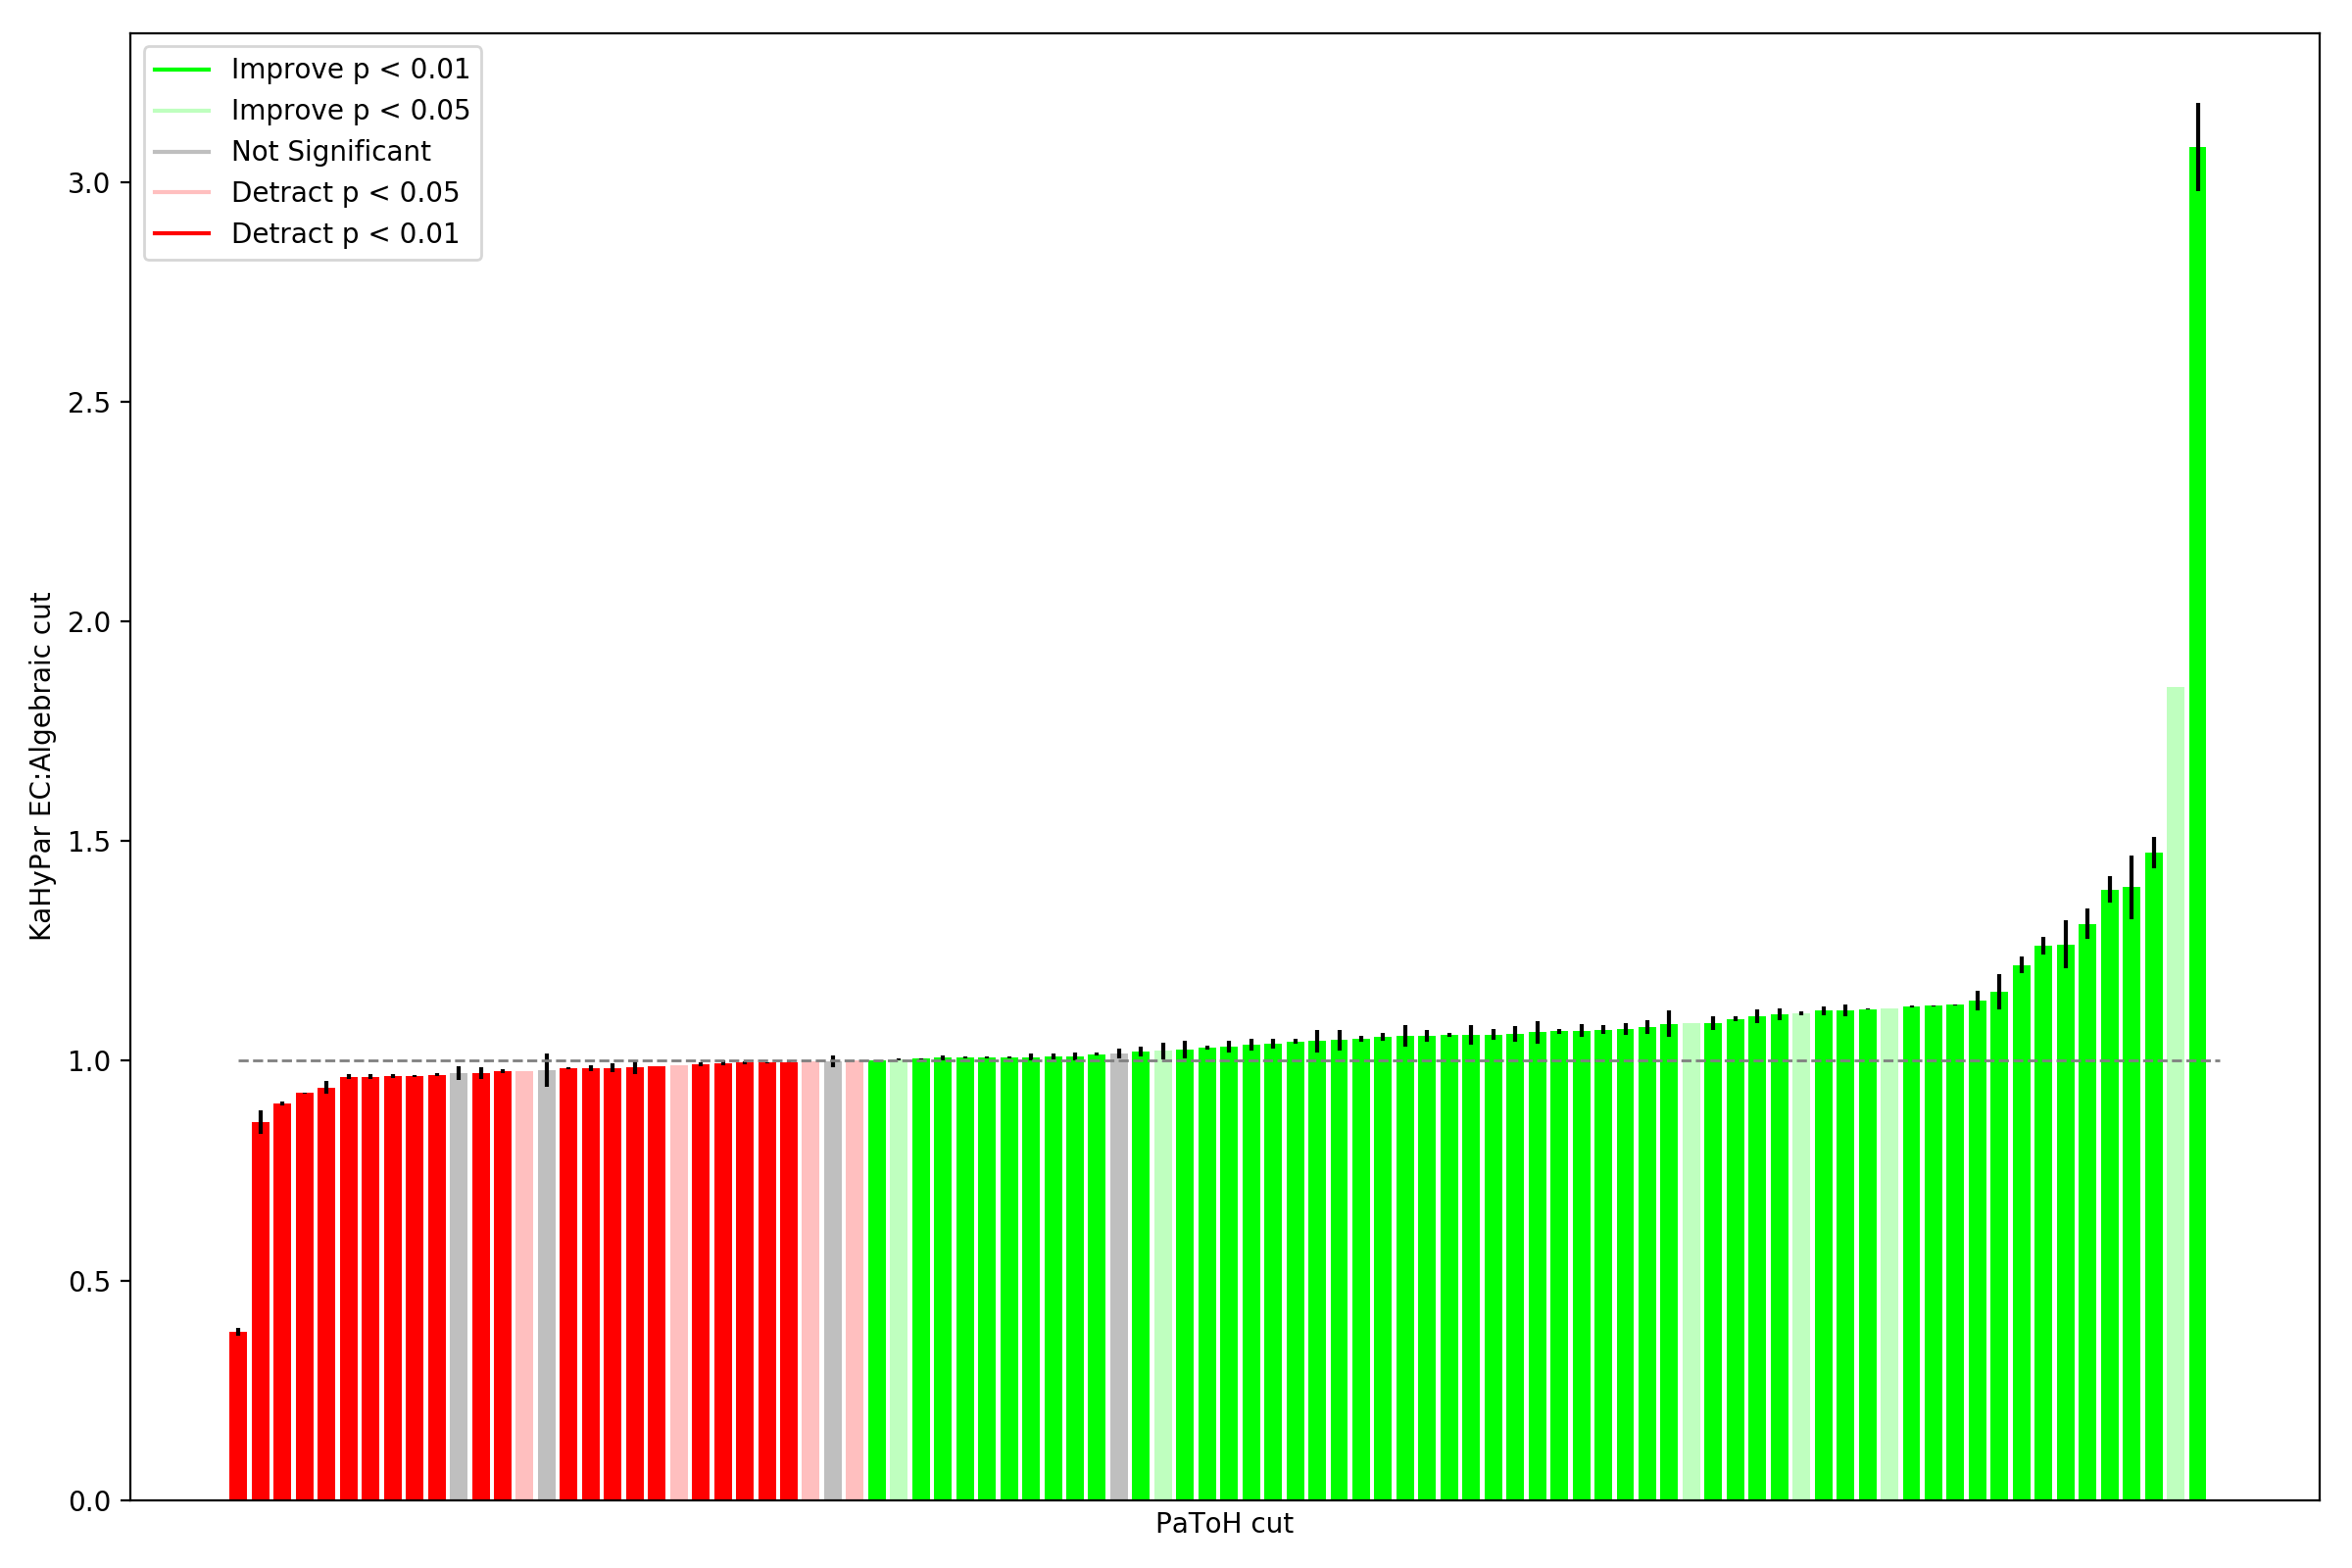 Improve p < 0.01
Improve p < 0.05
Not Significant
Detract p < 0.05
Detract p < 0.01
3.0
2.5
2.0
1.5
1.0
0.5
0.0
KaHyPar EC:Algebraic cut
PaToH cut